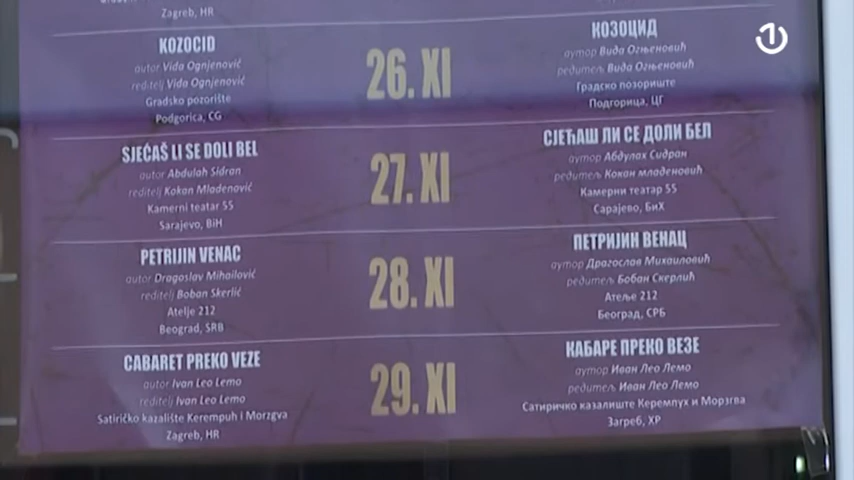 Zagreb, HR
KOZOCID
autor Vida Ognjenović
reditelj Vida Ognjenović
Gradsko pozorište
Podgorica, CG
26. XI
КОЗОЦИД
аутор Вида Огњеновић
редитељ Вида Огњеновић
Градско позориште
Подгорица, ЦГ
SJEĆAŠ LI SE DOLI BEL
autor Abdulah Sidran
reditelj Kokan Mladenović
Kamerni teatar 55
Sarajevo, BiH
27. XI
СЈЕЋАШ ЛИ СЕ ДОЛИ БЕЛ
аутор Абдулах Сидран
редитељ Кокан младеновић
Камерни театар 55
Сарајево, БиХ
PETRIJIN VENAC
autor Dragoslav Mihailović
reditelj Boban Skerlić
Atelje 212
Beograd, SRB
28. XI
ПЕТРИЈИН ВЕНАЦ
аутор Драгослав Михаиловић
редитељ Бобан Скерлић
Атеље 212
Београд, СРБ
CABARET PREKO VEZE
autor Ivan Leo Lemo
reditelj Ivan Leo Lemo
Satiričko kazalište Kerempuh i Morzgva
Zagreb, HR
29. XI
КАБАРЕ ПРЕКО ВЕЗЕ
аутор Иван Лео Лемо
редитељ Иван Лео Лемо
Сатиричко казалиште Керемпух и Морзгва
Загреб, ХР